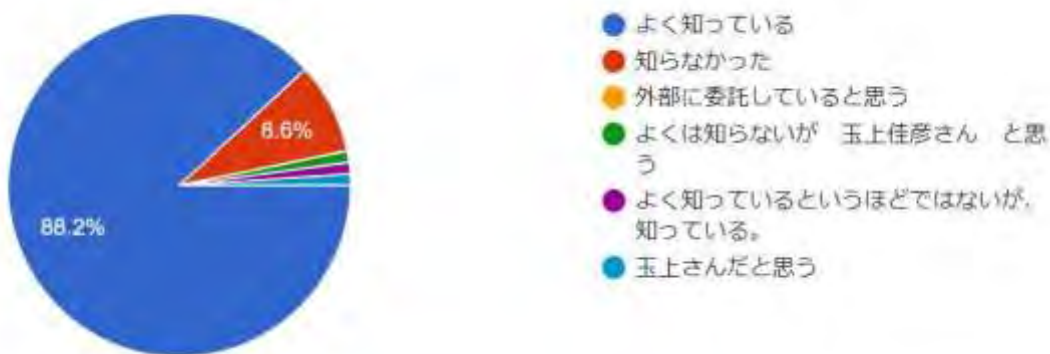 よく知っている
知らなかった
外部に委託していると思う
よくは知らないが　玉上佳彦さん　と思
う
よく知っているというほどではないが、
知っている。
玉上さんだと思う
6.6%
88.2%